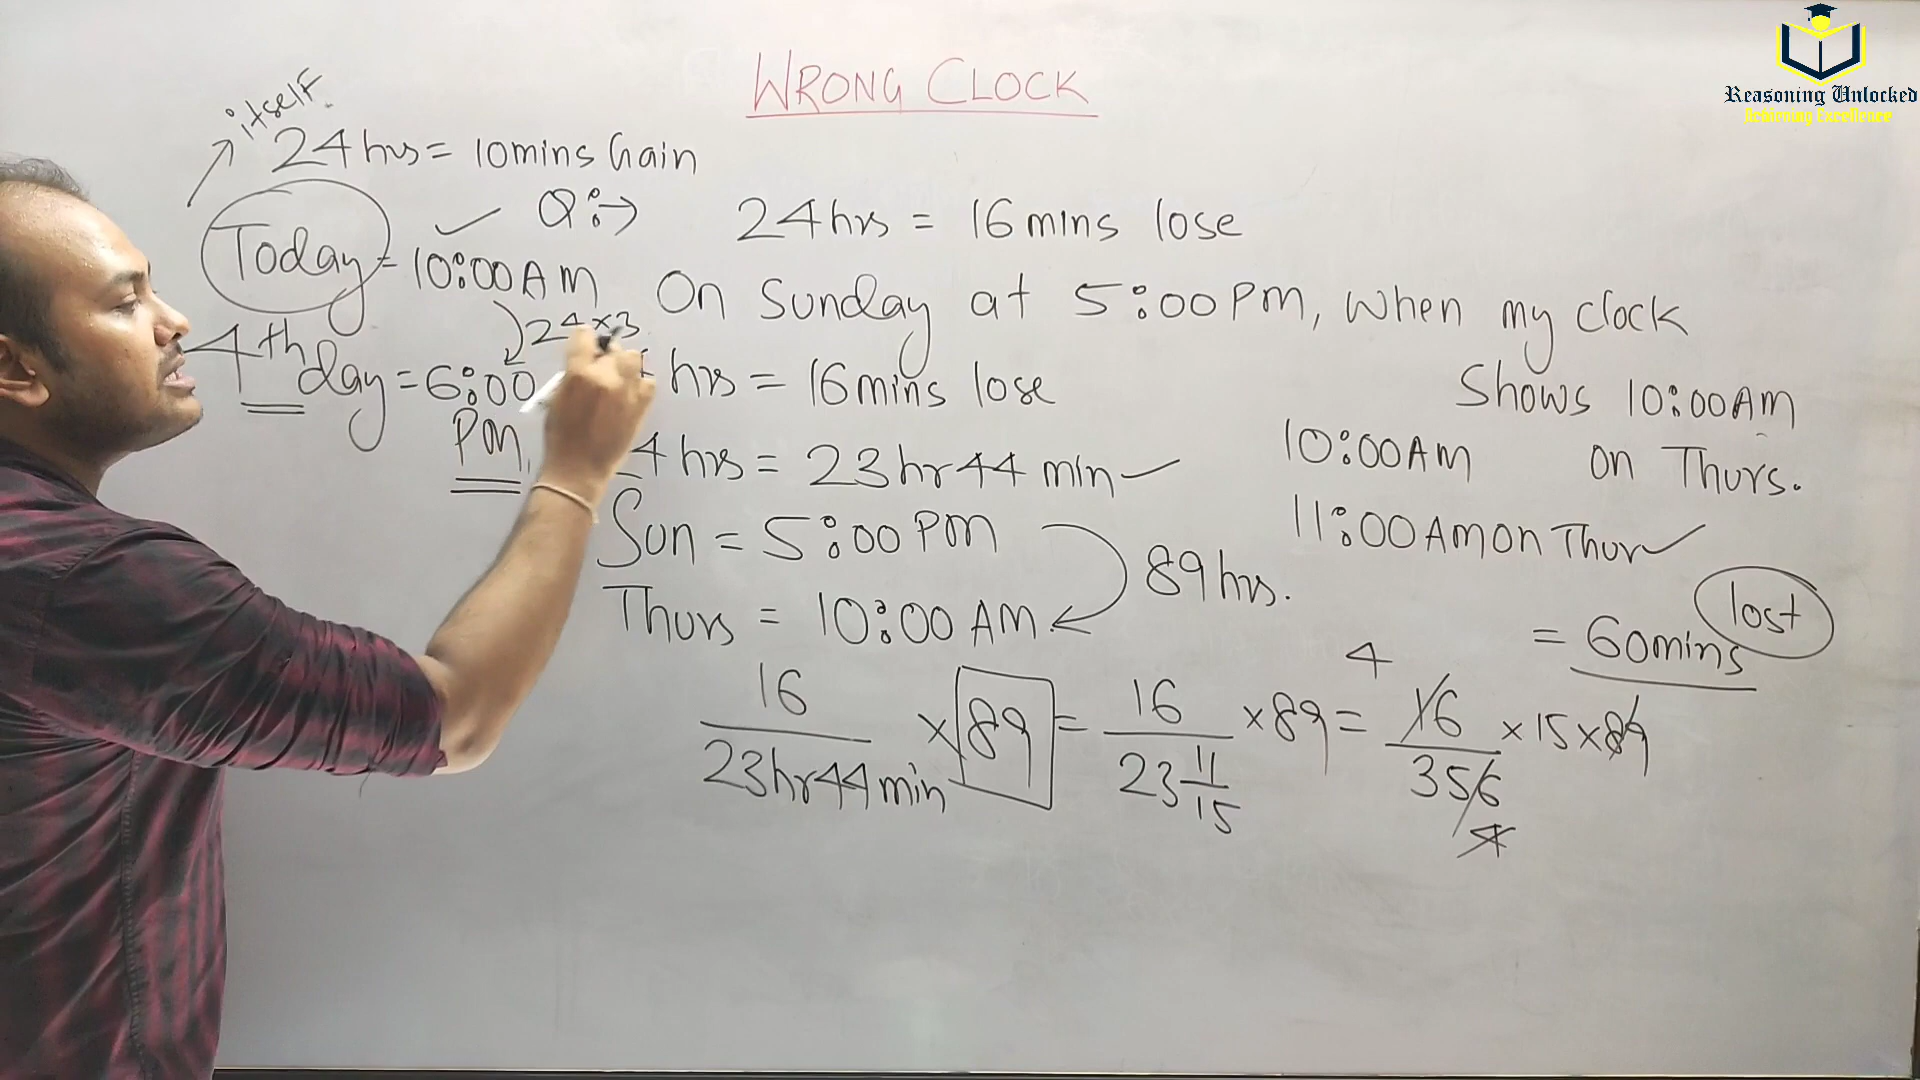 WRONG CLOCK
Reasoning Unlocked
Achieving Excellence
itself.
24 hrs = 10mins Gain
Today = 10:00 AM
24×3
4th day = 6:00
PM
Q:→ 24 hrs = 16 mins lose
On Sunday at 5:00 PM, When my clock
Shows 10:00 AM
on Thurs.
hrs = 16 mins lose
4 hrs = 23 hr 44 min
10:00 AM
11:00 AM on Thur
Sun = 5:00 PM
Thurs = 10:00 AM.
89 hrs.
= 60 mins lost
16 / 23 hr 44 min × 89 = 16 / 23 11/15 × 89 = 16 / 356 × 15 × 89
4
4